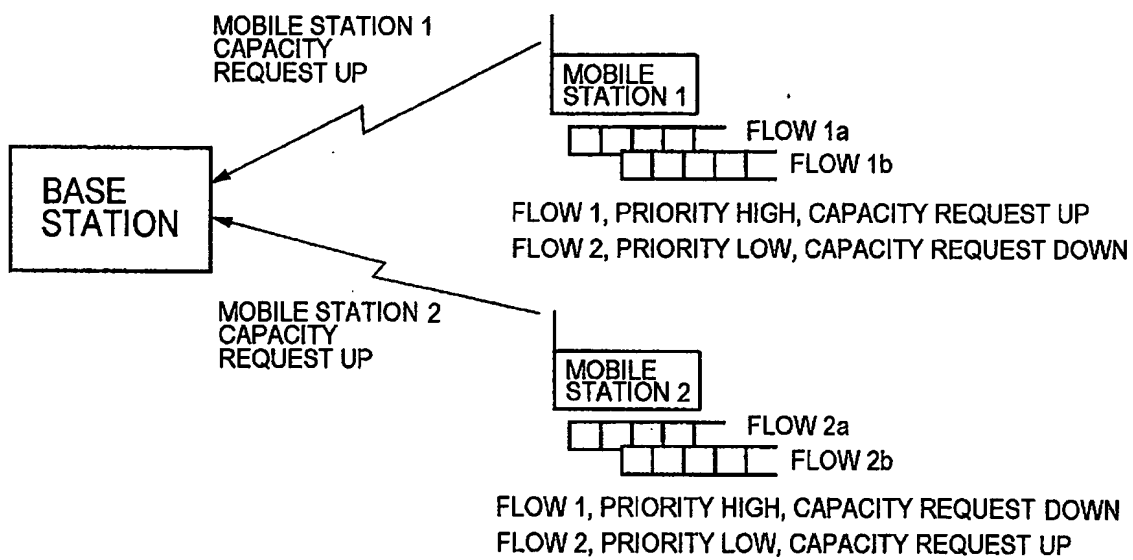 MOBILE STATION 1
CAPACITY
REQUEST UP
MOBILE
STATION 1
FLOW 1a
FLOW 1b
BASE
STATION
FLOW 1, PRIORITY HIGH, CAPACITY REQUEST UP
FLOW 2, PRIORITY LOW, CAPACITY REQUEST DOWN
MOBILE STATION 2
CAPACITY
REQUEST UP
MOBILE
STATION 2
FLOW 2a
FLOW 2b
FLOW 1, PRIORITY HIGH, CAPACITY REQUEST DOWN
FLOW 2, PRIORITY LOW, CAPACITY REQUEST UP